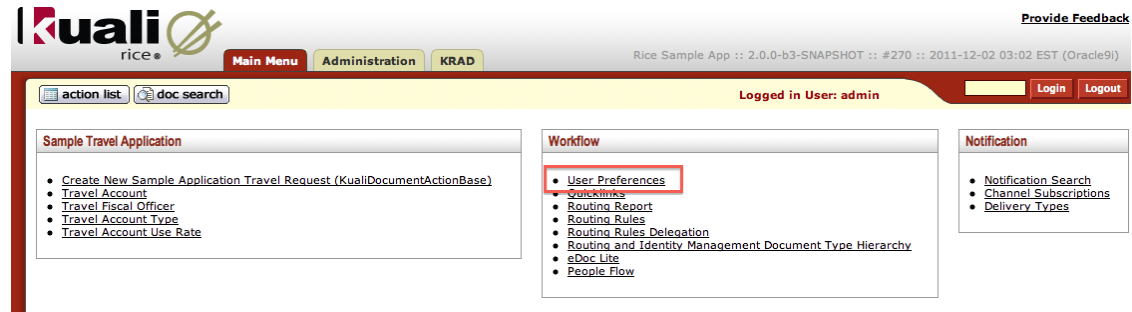 Kuali
rice
Provide Feedback
Main Menu
Administration
KRAD
Rice Sample App :: 2.0.0-b3-SNAPSHOT :: #270 :: 2011-12-02 03:02 EST (Oracle9i)
action list
doc search
Logged in User: admin
Login
Logout
Sample Travel Application
Create New Sample Application Travel Request (KualiDocumentActionBase)
Travel Account
Travel Fiscal Officer
Travel Account Type
Travel Account Use Rate
Workflow
User Preferences
Quicklinks
Routing Report
Routing Rules
Routing Rules Delegation
Routing and Identity Management Document Type Hierarchy
eDoc Lite
People Flow
Notification
Notification Search
Channel Subscriptions
Delivery Types